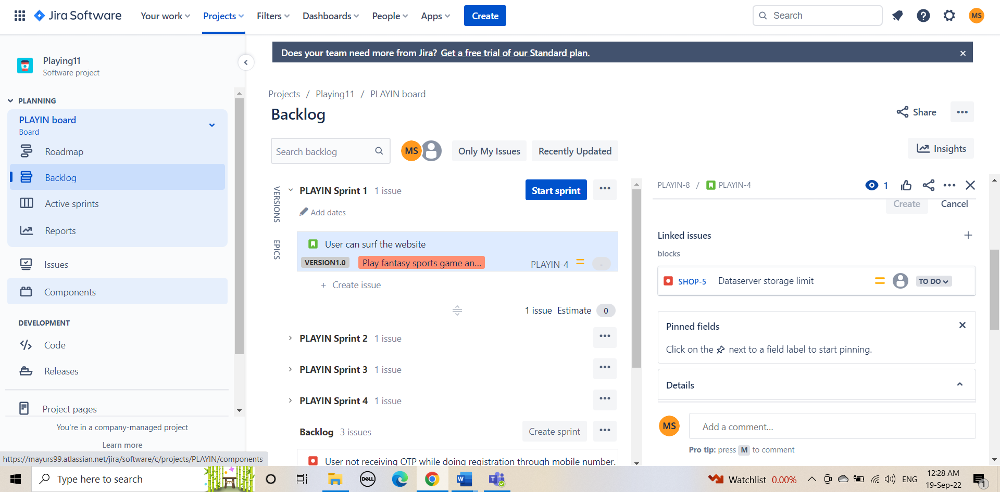 Jira Software Your work Projects Filters Dashboards People Apps Create Search MS
Playing11
Software project
Does your team need more from Jira? Get a free trial of our Standard plan.
PLANNING
PLAYIN board
Board
Roadmap
Backlog
Active sprints
Reports
Issues
Components
DEVELOPMENT
Code
Releases
Project pages
You're in a company-managed project
Learn more
https://mayurs99.atlassian.net/jira/software/c/projects/PLAYIN/components
Projects / Playing11 / PLAYIN board
Backlog
Share
Search backlog
MS
Only My Issues
Recently Updated
Insights
VERSIONS
EPICS
PLAYIN Sprint 1 1 issue
Start sprint
Add dates
User can surf the website
VERSION1.0 Play fantasy sports game an... PLAYIN-4 -
+ Create issue
1 issue Estimate 0
PLAYIN Sprint 2 1 issue
PLAYIN Sprint 3 1 issue
PLAYIN Sprint 4 1 issue
Backlog 3 issues
Create sprint
User not receiving OTP while doing registration through mobile number.
PLAYIN-8 / PLAYIN-4
1
Create Cancel
Linked issues
blocks
SHOP-5 Dataserver storage limit TO DO
Pinned fields
Click on the next to a field label to start pinning.
Details
MS
Add a comment...
Pro tip: press M to comment
Type here to search
DELL
Watchlist 0.00%
ENG
12:28 AM
19-Sep-22
1